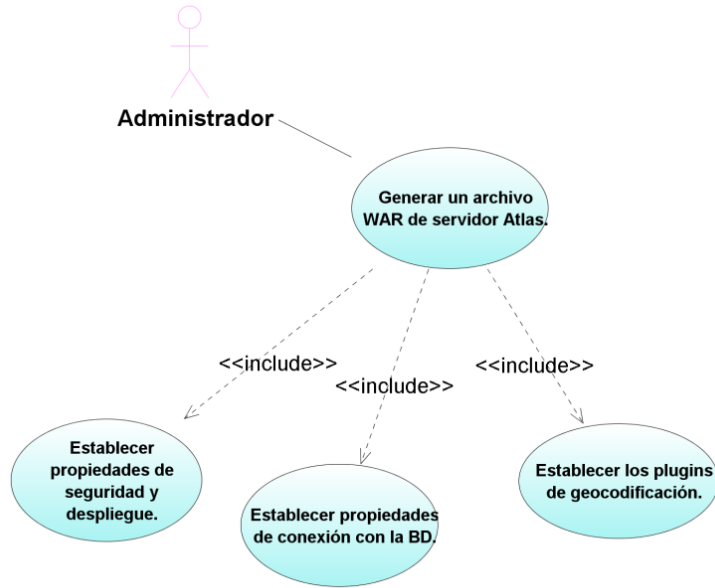 Administrador
Generar un archivo
WAR de servidor Atlas.
<<include>>
<<include>>
<<include>>
Establecer
propiedades de
seguridad y
despliegue.
Establecer propiedades
de conexión con la BD.
Establecer los plugins
de geocodificación.